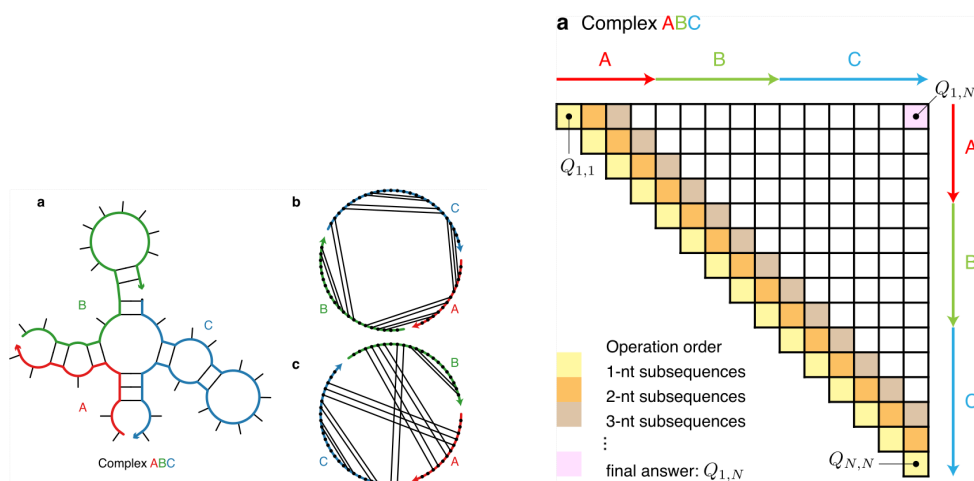 a
B
C
A
Complex ABC
b
C
B
A
c
B
C
A
a Complex ABC
A
B
C
Q1,N
A
Q1,1
B
Operation order
1-nt subsequences
2-nt subsequences
3-nt subsequences
⋮
final answer: Q1,N
C
QN,N